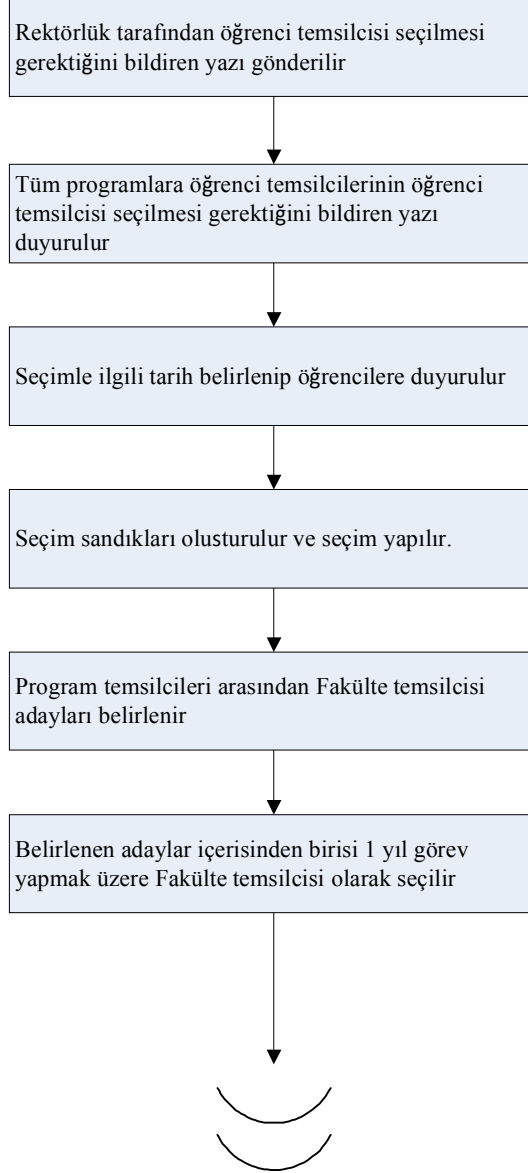 Rektörlük tarafından öğrenci temsilcisi seçilmesi
gerektiğini bildiren yazı gönderilir
Tüm programlara öğrenci temsilcilerinin öğrenci
temsilcisi seçilmesi gerektiğini bildiren yazı
duyurulur
Seçimle ilgili tarih belirlenip öğrencilere duyurulur
Seçim sandıkları olusturulur ve seçim yapılır.
Program temsilcileri arasından Fakülte temsilcisi
adayları belirlenir
Belirlenen adaylar içerisinden birisi 1 yıl görev
yapmak üzere Fakülte temsilcisi olarak seçilir